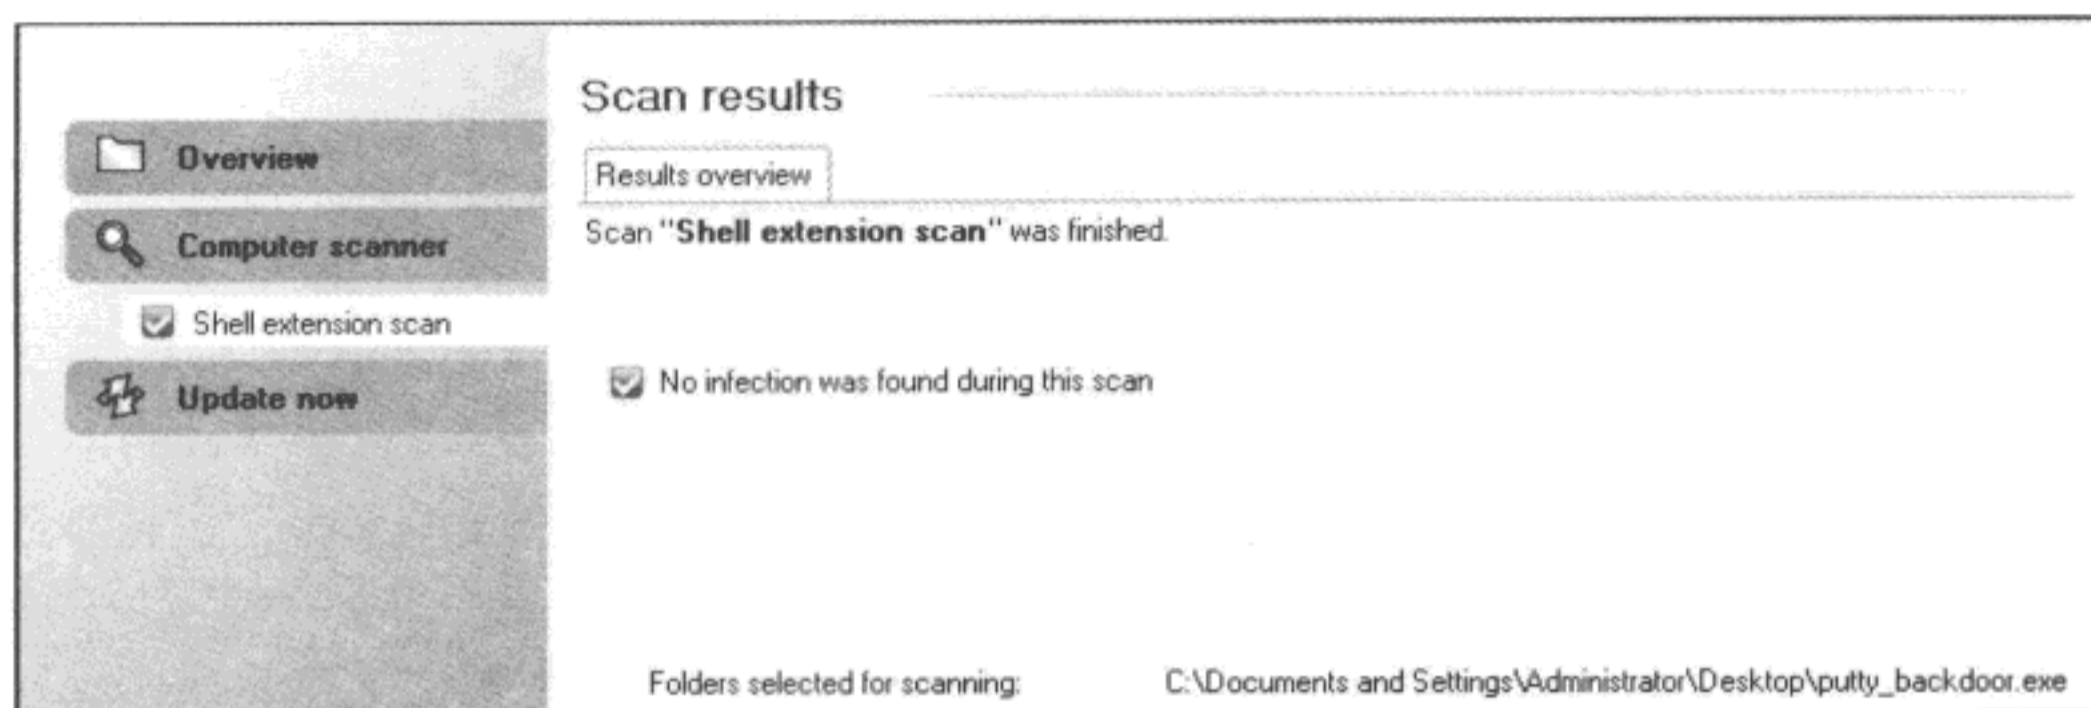 Scan results
Overview
Results overview
Computer scanner
Scan "Shell extension scan" was finished.
Shell extension scan
No infection was found during this scan
Update now
Folders selected for scanning: C:\Documents and Settings\Administrator\Desktop\putty_backdoor.exe